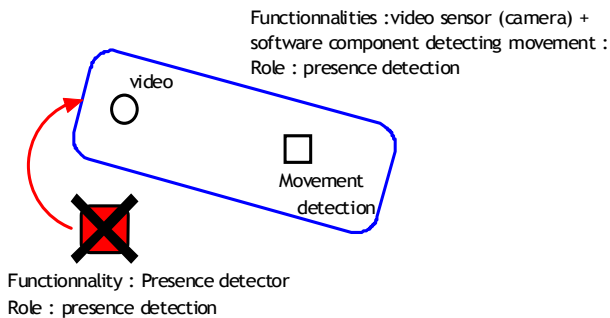 Functionnalities :video sensor (camera) +
software component detecting movement :
Role : presence detection
video
Movement
detection
Functionnality : Presence detector
Role : presence detection